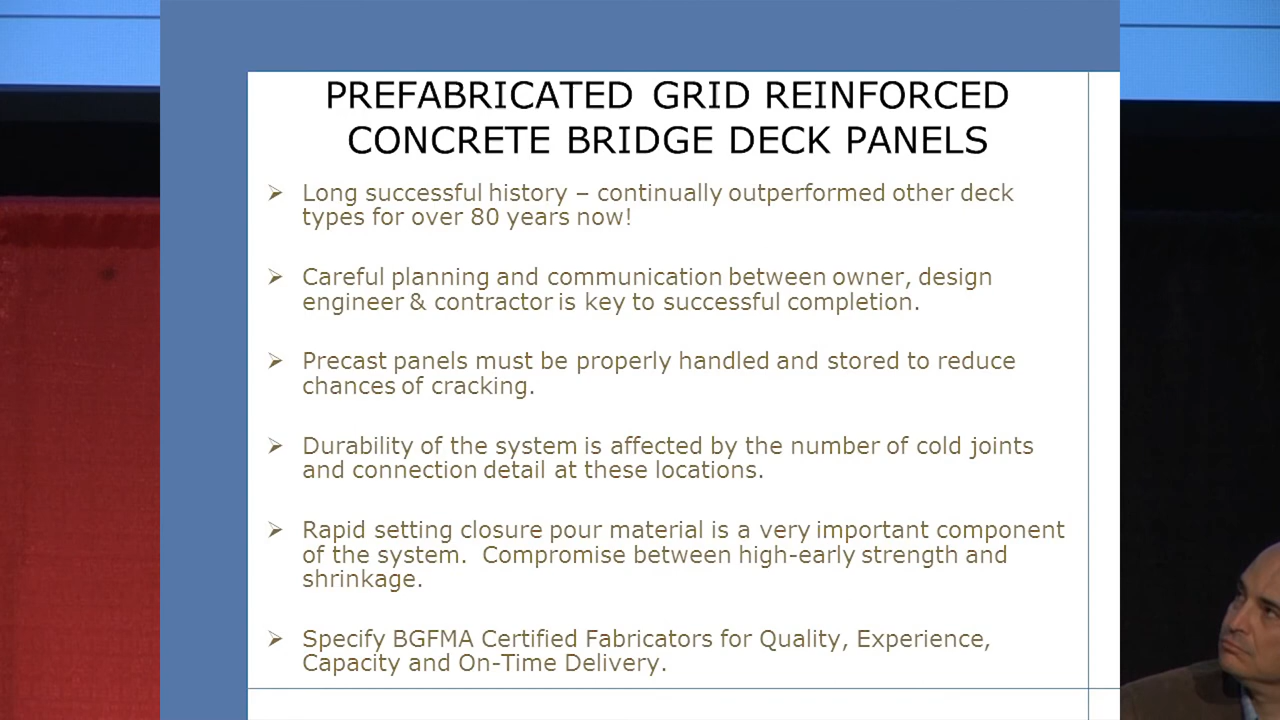 PREFABRICATED GRID REINFORCED
CONCRETE BRIDGE DECK PANELS
➢ Long successful history – continually outperformed other deck
types for over 80 years now!
➢ Careful planning and communication between owner, design
engineer & contractor is key to successful completion.
➢ Precast panels must be properly handled and stored to reduce
chances of cracking.
➢ Durability of the system is affected by the number of cold joints
and connection detail at these locations.
➢ Rapid setting closure pour material is a very important component
of the system. Compromise between high-early strength and
shrinkage.
➢ Specify BGFMA Certified Fabricators for Quality, Experience,
Capacity and On-Time Delivery.